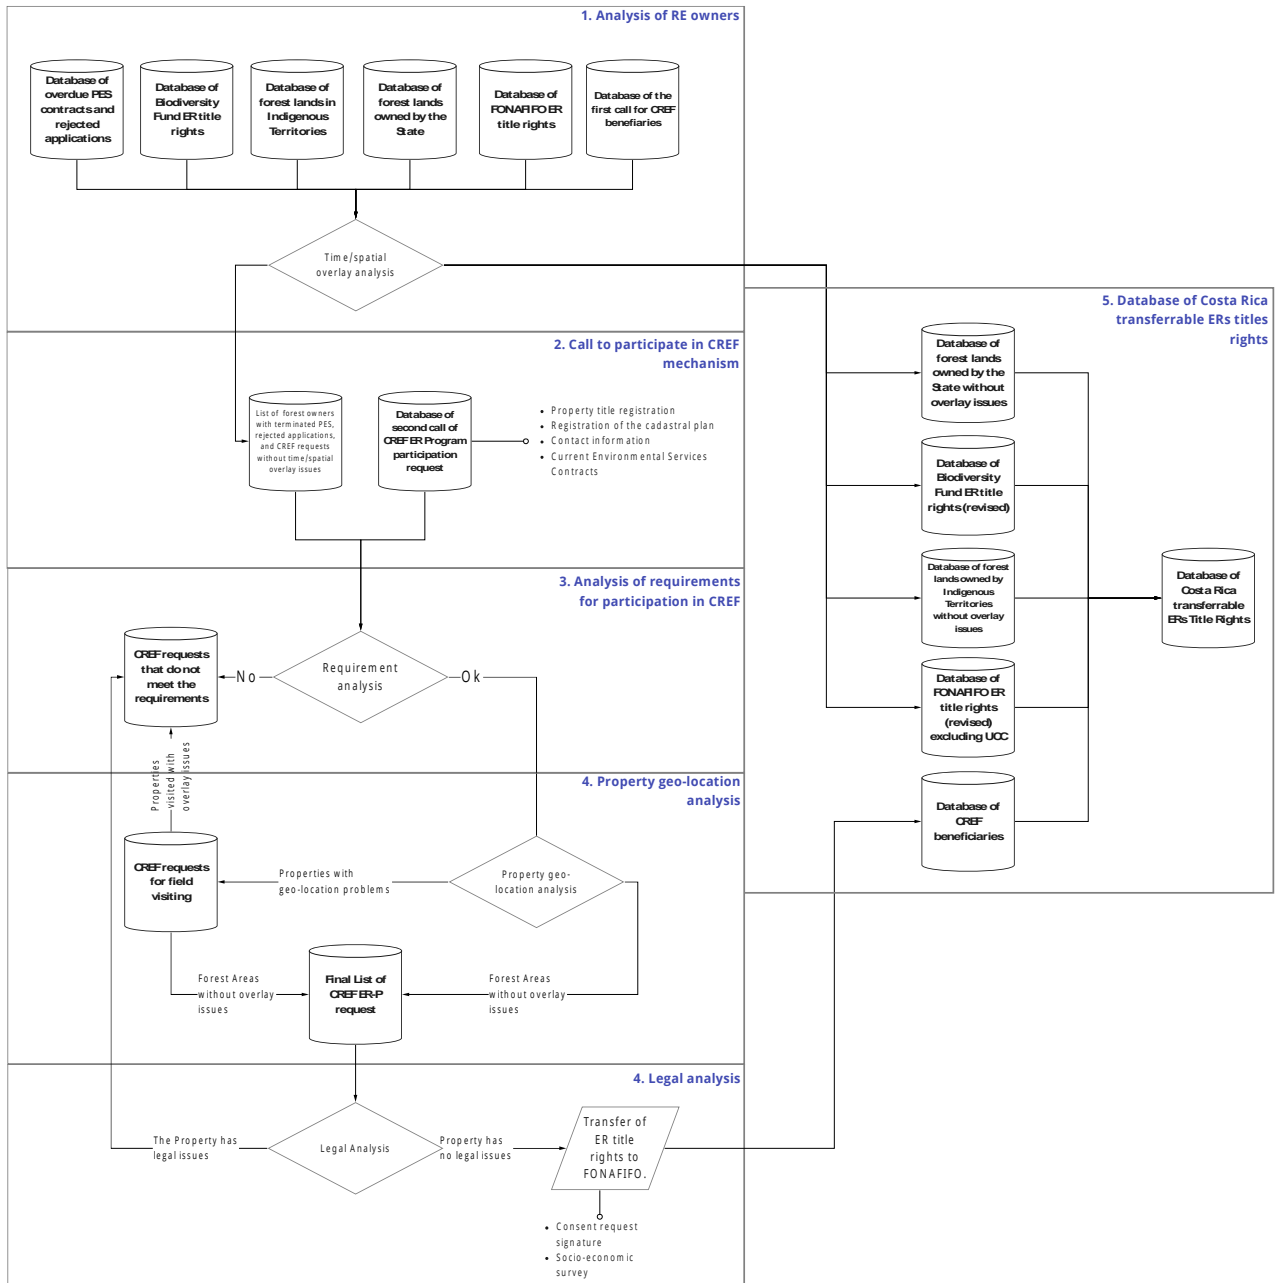 1. Analysis of RE owners
Database of
overdue PES
contracts and
rejected
applications
Database of
Biodiversity
Fund ER title
rights
Database of
forest lands in
Indigenous
Territories
Database of
forest lands
owned by the
State
Database of
FONAFIFO ER
title rights
Database of the
first call for CREF
benefiaries
Time/spatial
overlay analysis
2. Call to participate in CREF
mechanism
List of forest owners
with terminated PES,
rejected applications,
and CREF requests
without time/spatial
overlay issues
Database of
second call of
CREF ER Program
participation
request
• Property title registration
• Registration of the cadastral plan
• Contact information
• Current Environmental Services
Contracts
3. Analysis of requirements
for participation in CREF
CREF requests
that do not
meet the
requirements
No
Requirement
analysis
Ok
Properties
visited with
overlay issues
4. Property geo-location
analysis
CREF requests
for field
visiting
Properties with
geo-location problems
Property geo-
location analysis
Forest Areas
without overlay
issues
Final List of
CREF ER-P
request
Forest Areas
without overlay
issues
4. Legal analysis
The Property has
legal issues
Legal Analysis
Property has
no legal issues
Transfer of
ER title
rights to
FONAFIFO.
• Consent request
signature
• Socio-economic
survey
5. Database of Costa Rica
transferrable ERs titles
rights
Database of
forest lands
owned by the
State without
overlay issues
Database of
Biodiversity
Fund ER title
rights (revised)
Database of forest
lands owned by
Indigenous
Territories
without overlay
issues
Database of
FONAFIFO ER
title rights
(revised)
excluding UCC
Database of
CREF
beneficiaries
Database of
Costa Rica
transferrable
ERs Title Rights